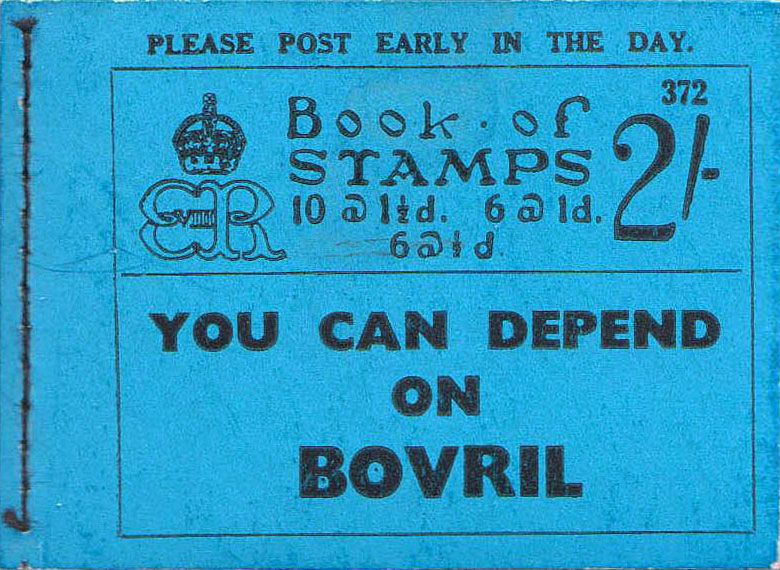 PLEASE POST EARLY IN THE DAY.
372
Book · of
STAMPS
2/-
EVIIIR
10 @ 1½d. 6 @ 1d.
6 @ ½d.
YOU CAN DEPEND
ON
BOVRIL